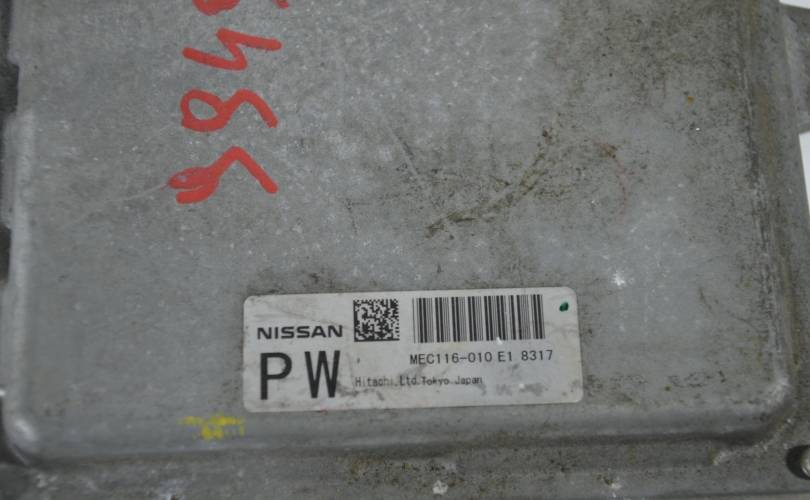 NISSAN
PW
MEC116-010 E1 8317
Hitachi,Ltd.Tokyo Japan